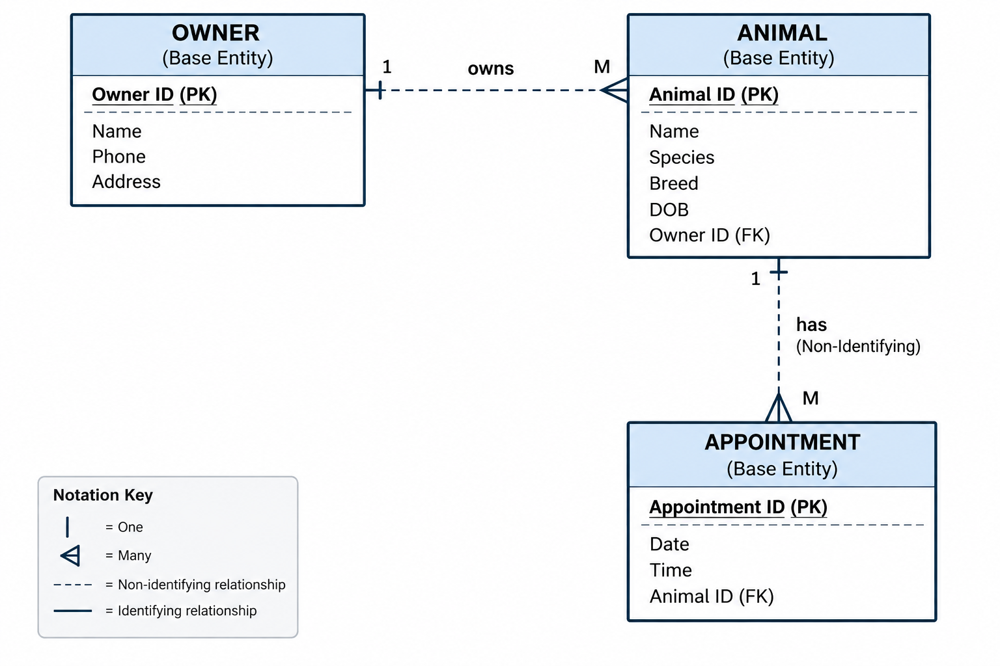 OWNER
(Base Entity)
Owner ID (PK)
Name
Phone
Address
1
owns
M
ANIMAL
(Base Entity)
Animal ID (PK)
Name
Species
Breed
DOB
Owner ID (FK)
1
has
(Non-Identifying)
M
APPOINTMENT
(Base Entity)
Appointment ID (PK)
Date
Time
Animal ID (FK)
Notation Key
= One
= Many
= Non-identifying relationship
= Identifying relationship